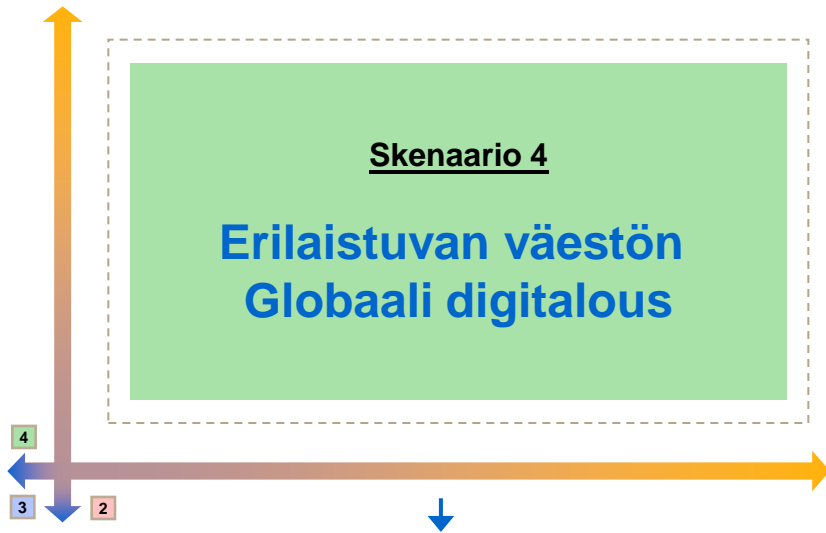 Skenaario 4
Erilaistuvan väestön
Globaali digitalous
4
3
2